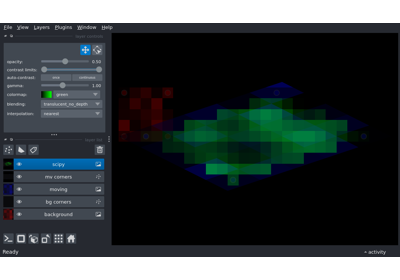 File View Layers Plugins Window Help
opacity: 0.50
contrast limits:
auto-contrast: once continuous
gamma: 1.00
colormap: green
blending: translucent_no_depth
interpolation: nearest
scipy
mv corners
moving
bg corners
background
Ready activity